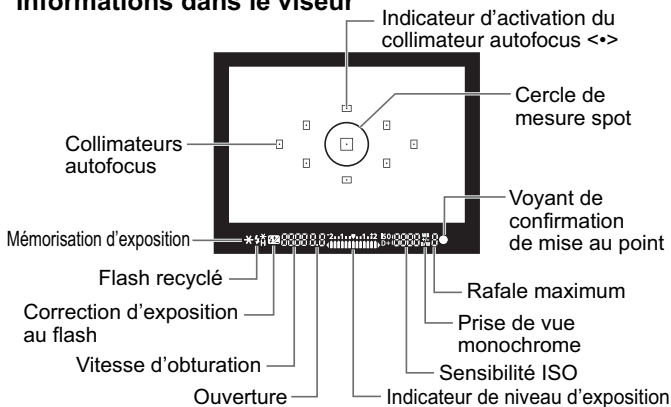 Informations dans le viseur
Indicateur d'activation du
collimateur autofocus <•>
Cercle de
mesure spot
Collimateurs
autofocus
Voyant de
confirmation
de mise au point
Mémorisation d'exposition
Flash recyclé
Rafale maximum
Correction d'exposition
au flash
Prise de vue
monochrome
Vitesse d'obturation
Sensibilité ISO
Ouverture
Indicateur de niveau d'exposition